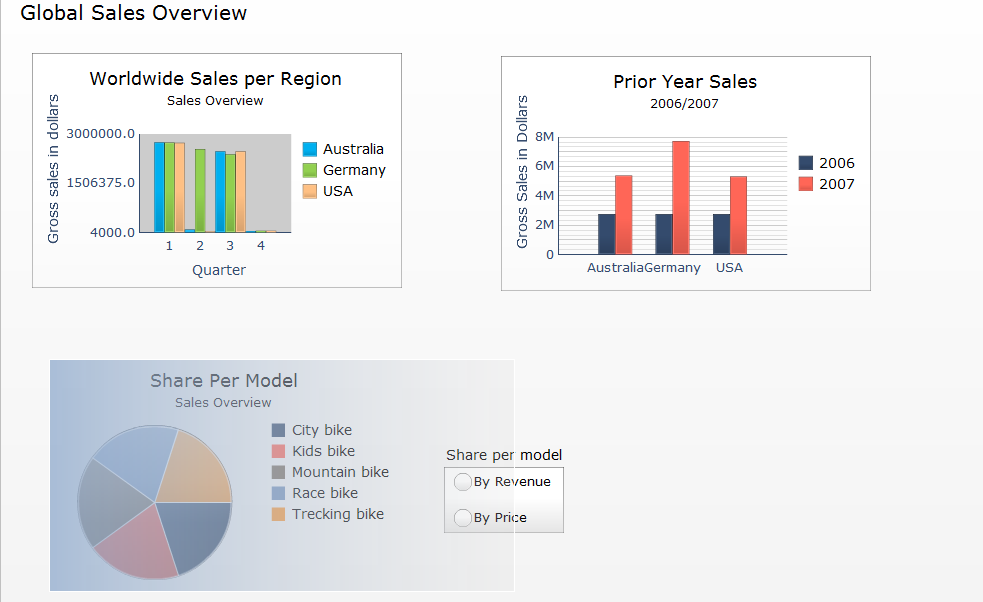 Global Sales Overview
Worldwide Sales per Region
Sales Overview
Gross sales in dollars
3000000.0
1506375.0
4000.0
1 2 3 4
Quarter
Australia
Germany
USA
Prior Year Sales
2006/2007
Gross Sales in Dollars
8M
6M
4M
2M
0
Australia Germany USA
2006
2007
Share Per Model
Sales Overview
City bike
Kids bike
Mountain bike
Race bike
Trecking bike
Share per model
By Revenue
By Price